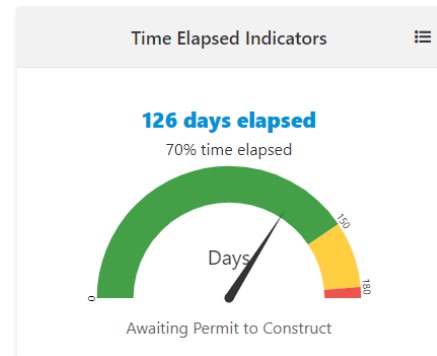 Time Elapsed Indicators
126 days elapsed
70% time elapsed
150
Days
180
0
Awaiting Permit to Construct